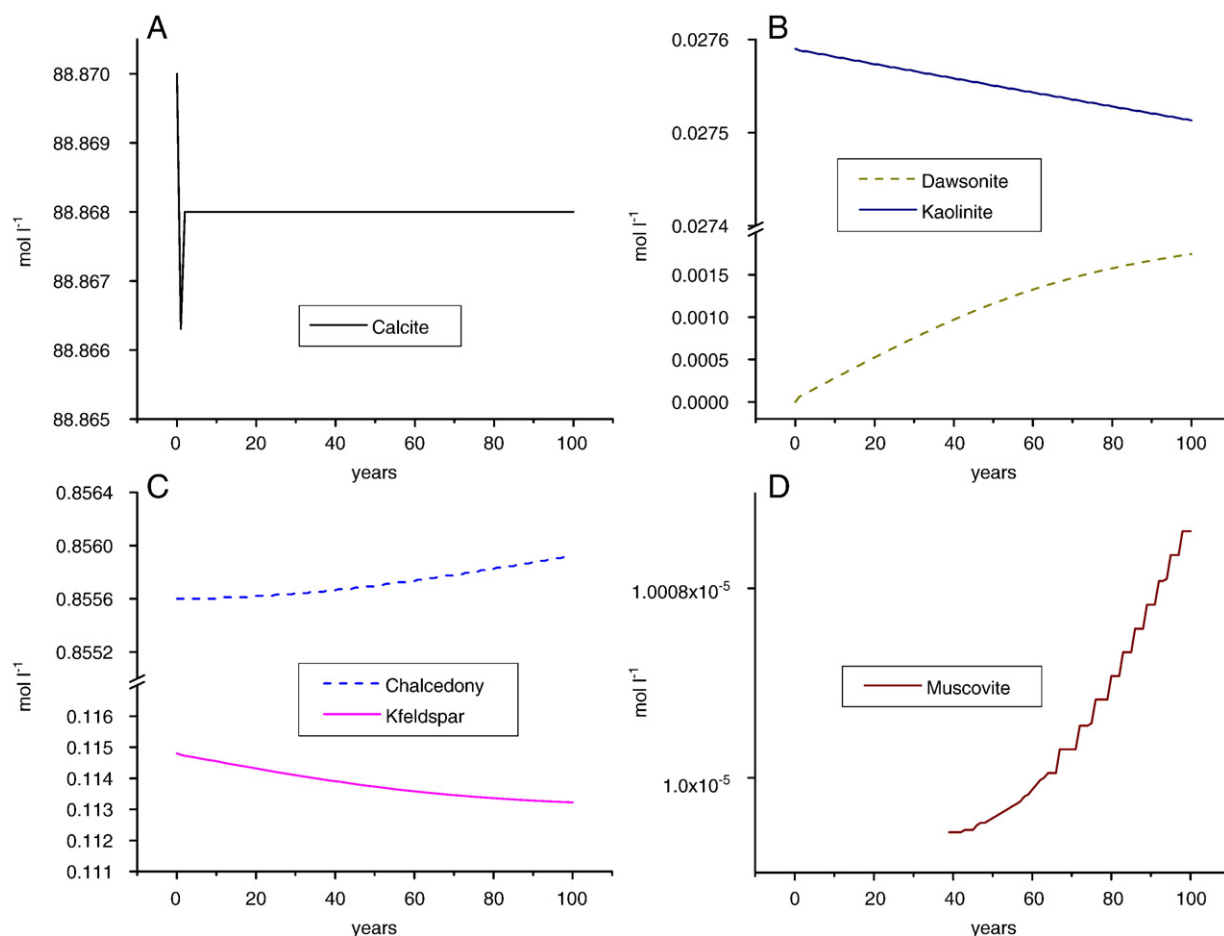 A
88.870
88.869
88.868
88.867
88.866
88.865
mol l-1
Calcite
0 20 40 60 80 100
years
B
0.0276
0.0275
0.0274
0.0015
0.0010
0.0005
0.0000
mol l-1
Dawsonite
Kaolinite
0 20 40 60 80 100
years
C
0.8564
0.8560
0.8556
0.8552
0.116
0.115
0.114
0.113
0.112
0.111
mol l-1
Chalcedony
Kfeldspar
0 20 40 60 80 100
years
D
1.0008x10-5
1.0x10-5
mol l-1
Muscovite
0 20 40 60 80 100
years